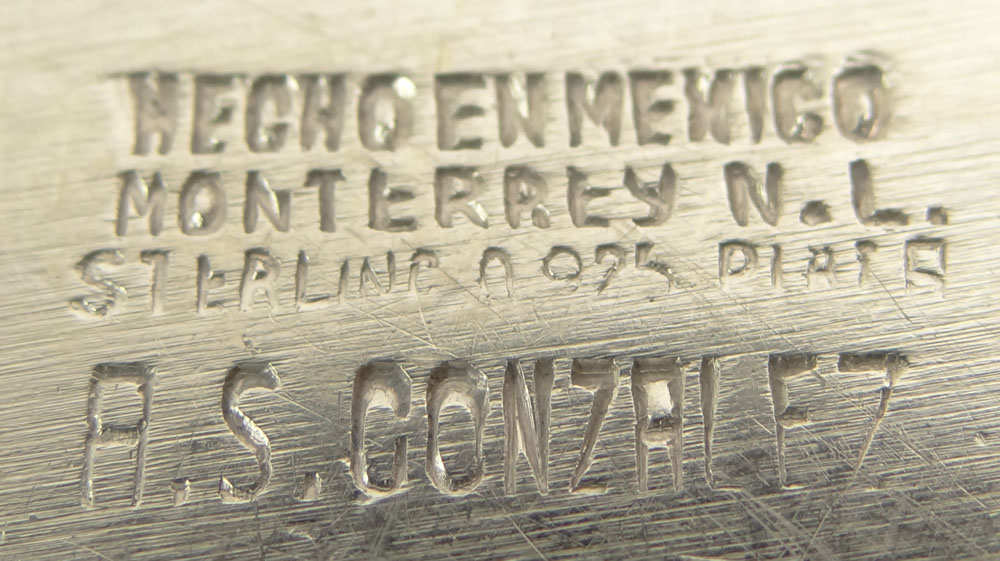 HECHO EN MEXICO
MONTERREY N.L.
STERLING 0.925 PLATA
A.S. GONZALEZ